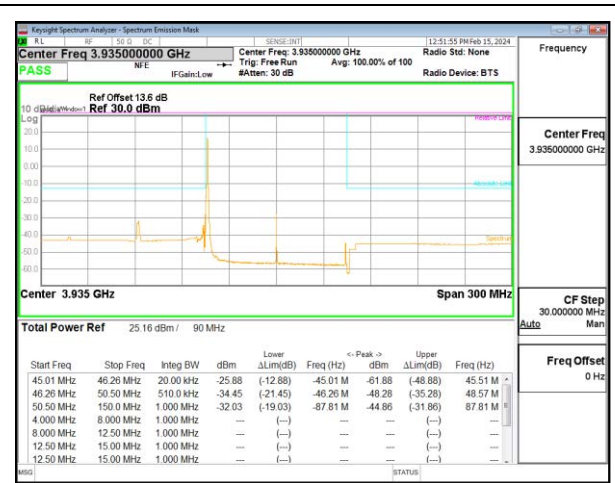 Keysight Spectrum Analyzer - Spectrum Emission Mask
RL RF 50 Ω DC SENSE:INT 12:51:55 PM Feb 15, 2024
Center Freq 3.935000000 GHz Center Freq: 3.935000000 GHz Radio Std: None
PASS NFE Trig: Free Run Avg: 100.00% of 100
IFGain:Low #Atten: 30 dB Radio Device: BTS
Frequency
Ref Offset 13.6 dB
10 dB/ Ref 30.0 dBm
Log Relative Limit
20.0
10.0
0.00
-10.0 Absolute Limit
-20.0
-30.0
-40.0 Spectrum
-50.0
-60.0
Center 3.935 GHz Span 300 MHz
Center Freq
3.935000000 GHz
CF Step
30.000000 MHz
Auto Man
Freq Offset
0 Hz
Total Power Ref 25.16 dBm / 90 MHz
Lower <- Peak -> Upper
Start Freq Stop Freq Integ BW dBm ΔLim(dB) Freq (Hz) dBm ΔLim(dB) Freq (Hz)
45.01 MHz 46.26 MHz 20.00 kHz -25.88 (-12.88) -45.01 M -61.88 (-48.88) 45.51 M
46.26 MHz 50.50 MHz 510.0 kHz -34.45 (-21.45) -46.26 M -48.28 (-35.28) 48.57 M
50.50 MHz 150.0 MHz 1.000 MHz -32.03 (-19.03) -87.81 M -44.86 (-31.86) 87.81 M
4.000 MHz 8.000 MHz 1.000 MHz --- (---) --- --- (---) ---
8.000 MHz 12.50 MHz 1.000 MHz --- (---) --- --- (---) ---
12.50 MHz 15.00 MHz 1.000 MHz --- (---) --- --- (---) ---
12.50 MHz 15.00 MHz 1.000 MHz --- (---) --- --- (---) ---
MSG STATUS